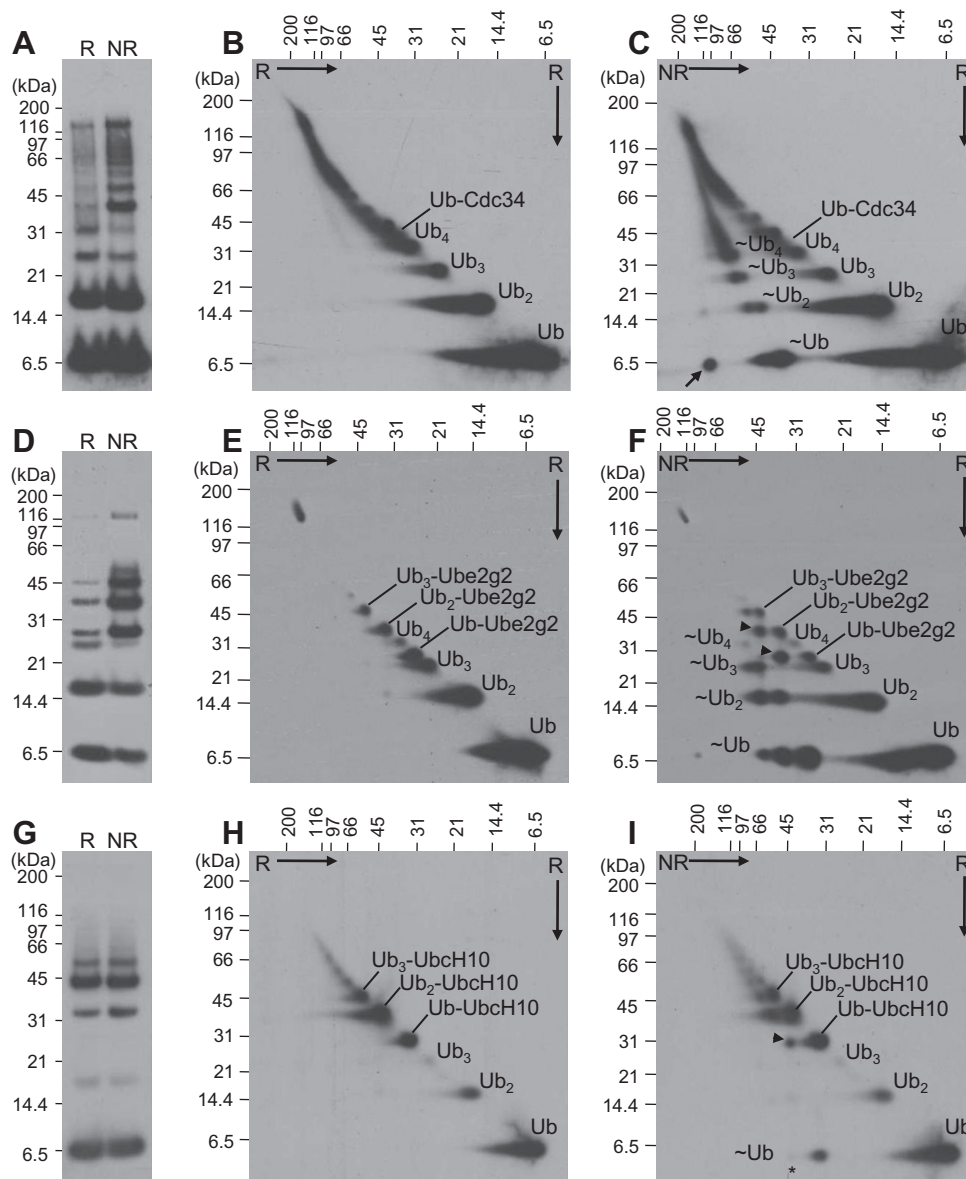 A
R NR
(kDa)
200
116
97
66
45
31
21
14.4
6.5
B
200 116 97 66 45 31 21 14.4 6.5
R
R
(kDa)
200
116
97
66
45
31
21
14.4
6.5
Ub-Cdc34
Ub4
Ub3
Ub2
Ub
C
200 116 97 66 45 31 21 14.4 6.5
NR
R
(kDa)
200
116
97
66
45
31
21
14.4
6.5
Ub-Cdc34
~Ub4 Ub4
~Ub3 Ub3
~Ub2 Ub2
~Ub Ub
D
R NR
(kDa)
200
116
97
66
45
31
21
14.4
6.5
E
200 116 97 66 45 31 21 14.4 6.5
R
R
(kDa)
200
116
97
66
45
31
21
14.4
6.5
Ub3-Ube2g2
Ub2-Ube2g2
Ub4 Ub-Ube2g2
Ub3
Ub2
Ub
F
200 116 97 66 45 31 21 14.4 6.5
NR
R
(kDa)
200
116
97
66
45
31
21
14.4
6.5
Ub3-Ube2g2
Ub2-Ube2g2
~Ub4 Ub4 Ub-Ube2g2
~Ub3 Ub3
~Ub2 Ub2
~Ub Ub
G
R NR
(kDa)
200
116
97
66
45
31
21
14.4
6.5
H
200 116 97 66 45 31 21 14.4 6.5
R
R
(kDa)
200
116
97
66
45
31
21
14.4
6.5
Ub3-UbcH10
Ub2-UbcH10
Ub-UbcH10
Ub3
Ub2
Ub
I
200 116 97 66 45 31 21 14.4 6.5
NR
R
(kDa)
200
116
97
66
45
31
21
14.4
6.5
Ub3-UbcH10
Ub2-UbcH10
Ub-UbcH10
Ub3
Ub2
~Ub Ub
*